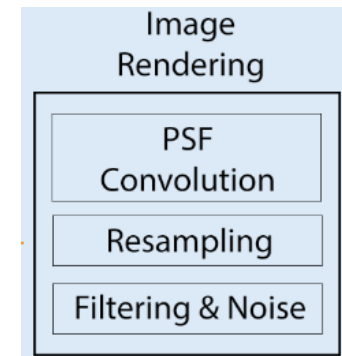 Image
Rendering
PSF
Convolution
Resampling
Filtering & Noise